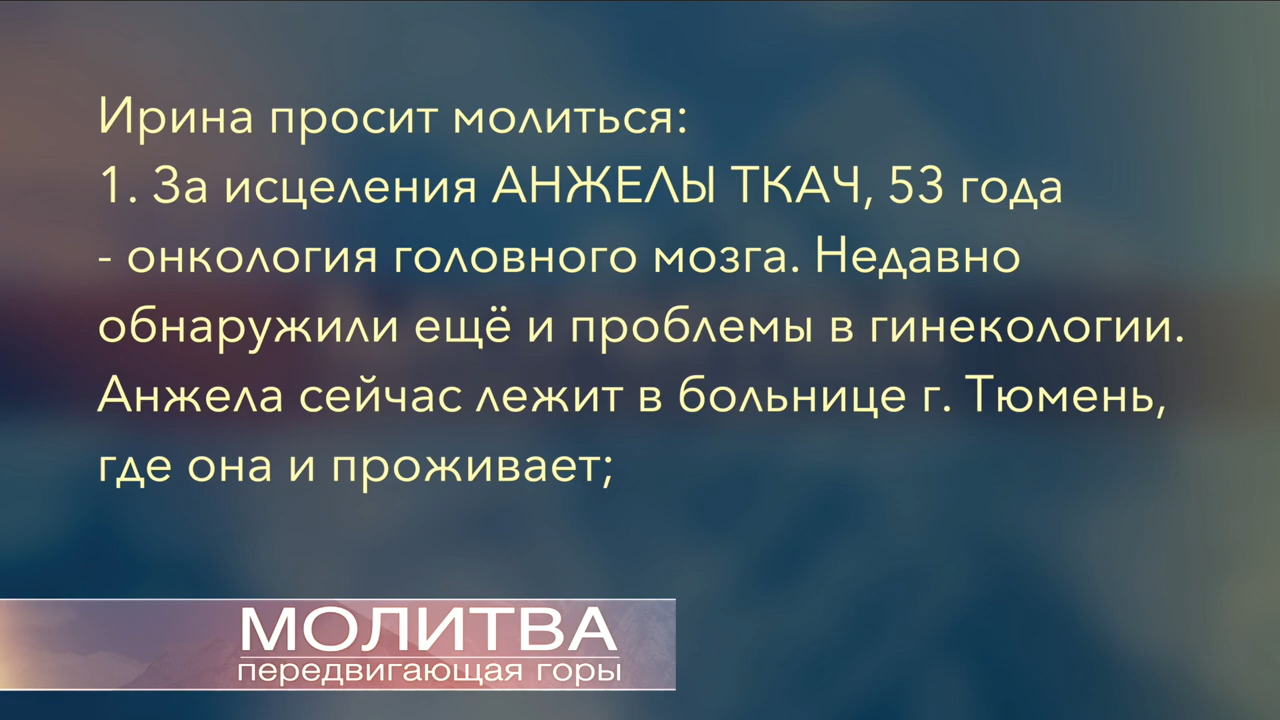 Ирина просит молиться:
1. За исцеления АНЖЕЛЫ ТКАЧ, 53 года
- онкология головного мозга. Недавно
обнаружили ещё и проблемы в гинекологии.
Анжела сейчас лежит в больнице г. Тюмень,
где она и проживает;
МОЛИТВА
передвигающая горы